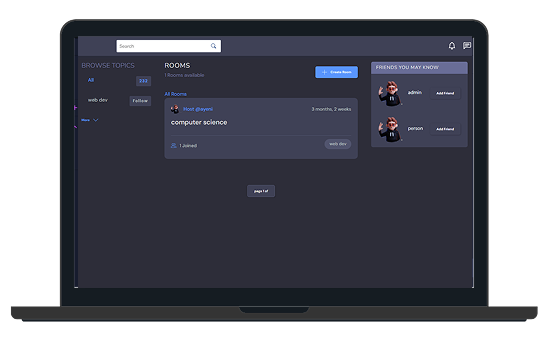 Search
BROWSE TOPICS
All
333
web dev
Follow
More
ROOMS
1 Rooms available
Create Room
All Rooms
Host @ayeni
3 months, 2 weeks
computer science
1 Joined
web dev
page 1 of
FRIENDS YOU MAY KNOW
admin
Add Friend
person
Add Friend